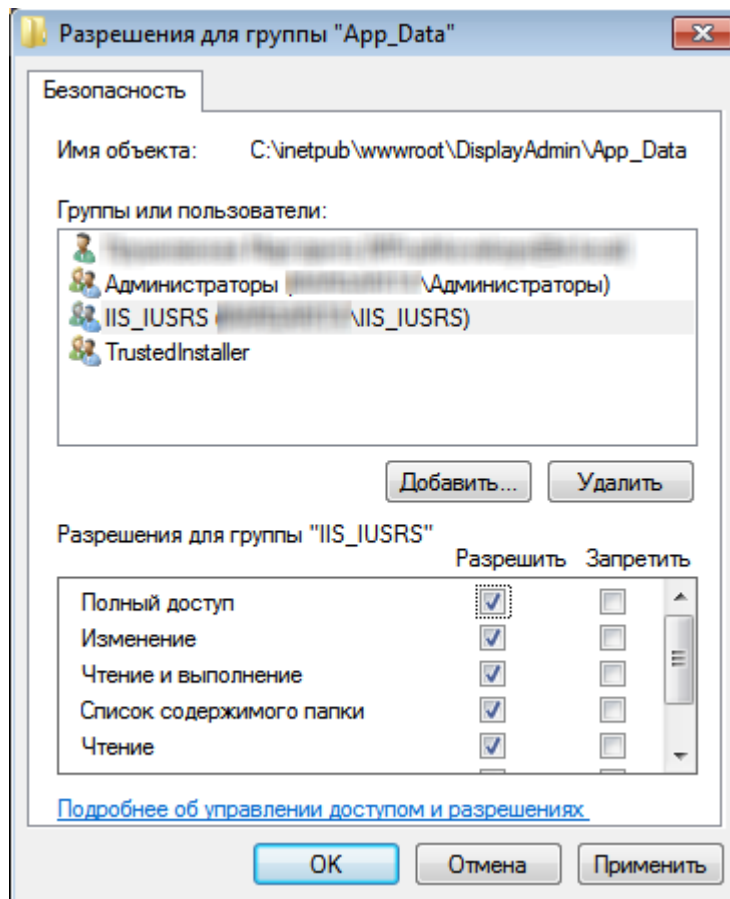 Разрешения для группы "App_Data"
Безопасность
Имя объекта: C:\inetpub\wwwroot\DisplayAdmin\App_Data
Группы или пользователи:
Администраторы ( \Администраторы)
IIS_IUSRS ( \IIS_IUSRS)
TrustedInstaller
Добавить... Удалить
Разрешения для группы "IIS_IUSRS"
Разрешить Запретить
Полный доступ
Изменение
Чтение и выполнение
Список содержимого папки
Чтение
Подробнее об управлении доступом и разрешениях
OK Отмена Применить